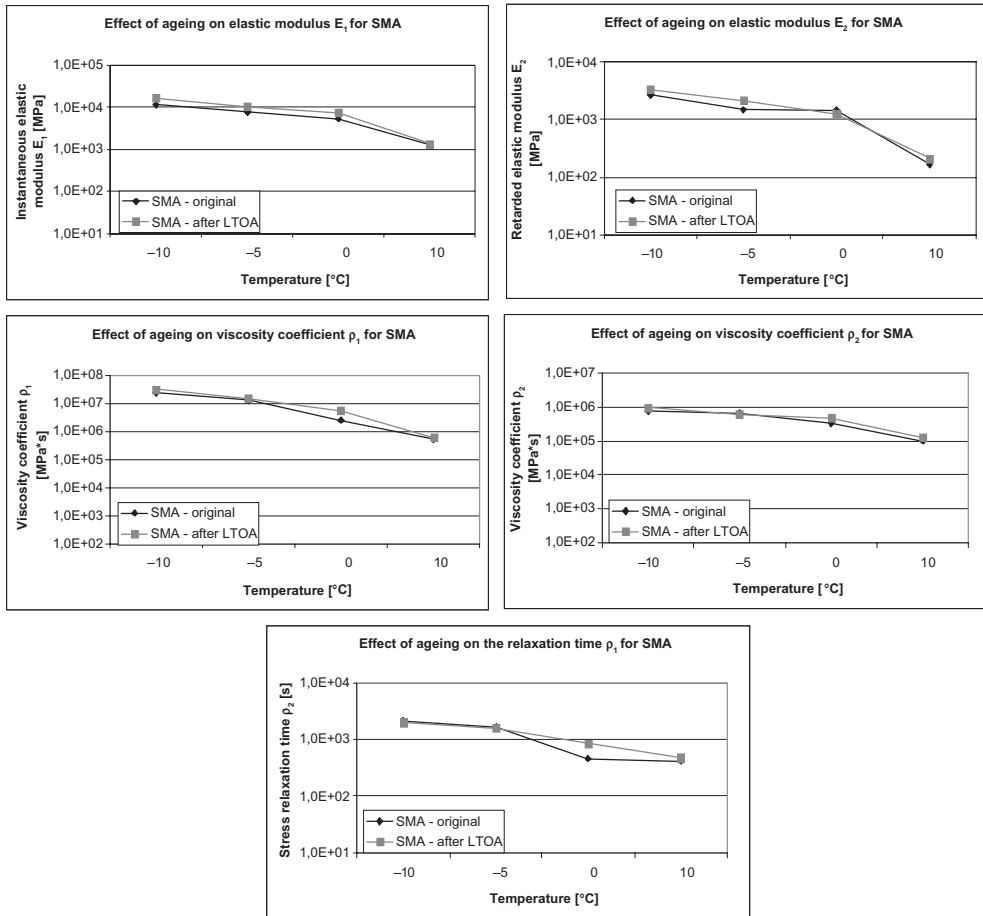 Effect of ageing on elastic modulus E₁ for SMA
Instantaneous elastic
modulus E₁ [MPa]
1,0E+05
1,0E+04
1,0E+03
1,0E+02
1,0E+01
SMA - original
SMA - after LTOA
–10 –5 0 10
Temperature [°C]
Effect of ageing on elastic modulus E₂ for SMA
Retarded elastic modulus E₂
[MPa]
1,0E+04
1,0E+03
1,0E+02
1,0E+01
SMA - original
SMA - after LTOA
–10 –5 0 10
Temperature [°C]
Effect of ageing on viscosity coefficient ρ₁ for SMA
Viscosity coefficient ρ₁
[MPa*s]
1,0E+08
1,0E+07
1,0E+06
1,0E+05
1,0E+04
1,0E+03
1,0E+02
SMA - original
SMA - after LTOA
–10 –5 0 10
Temperature [°C]
Effect of ageing on viscosity coefficient ρ₂ for SMA
Viscosity coefficient ρ₂
[MPa*s]
1,0E+07
1,0E+06
1,0E+05
1,0E+04
1,0E+03
1,0E+02
SMA - original
SMA - after LTOA
–10 –5 0 10
Temperature [°C]
Effect of ageing on the relaxation time ρ₁ for SMA
Stress relaxation time ρ₂ [s]
1,0E+04
1,0E+03
1,0E+02
1,0E+01
SMA - original
SMA - after LTOA
–10 –5 0 10
Temperature [°C]